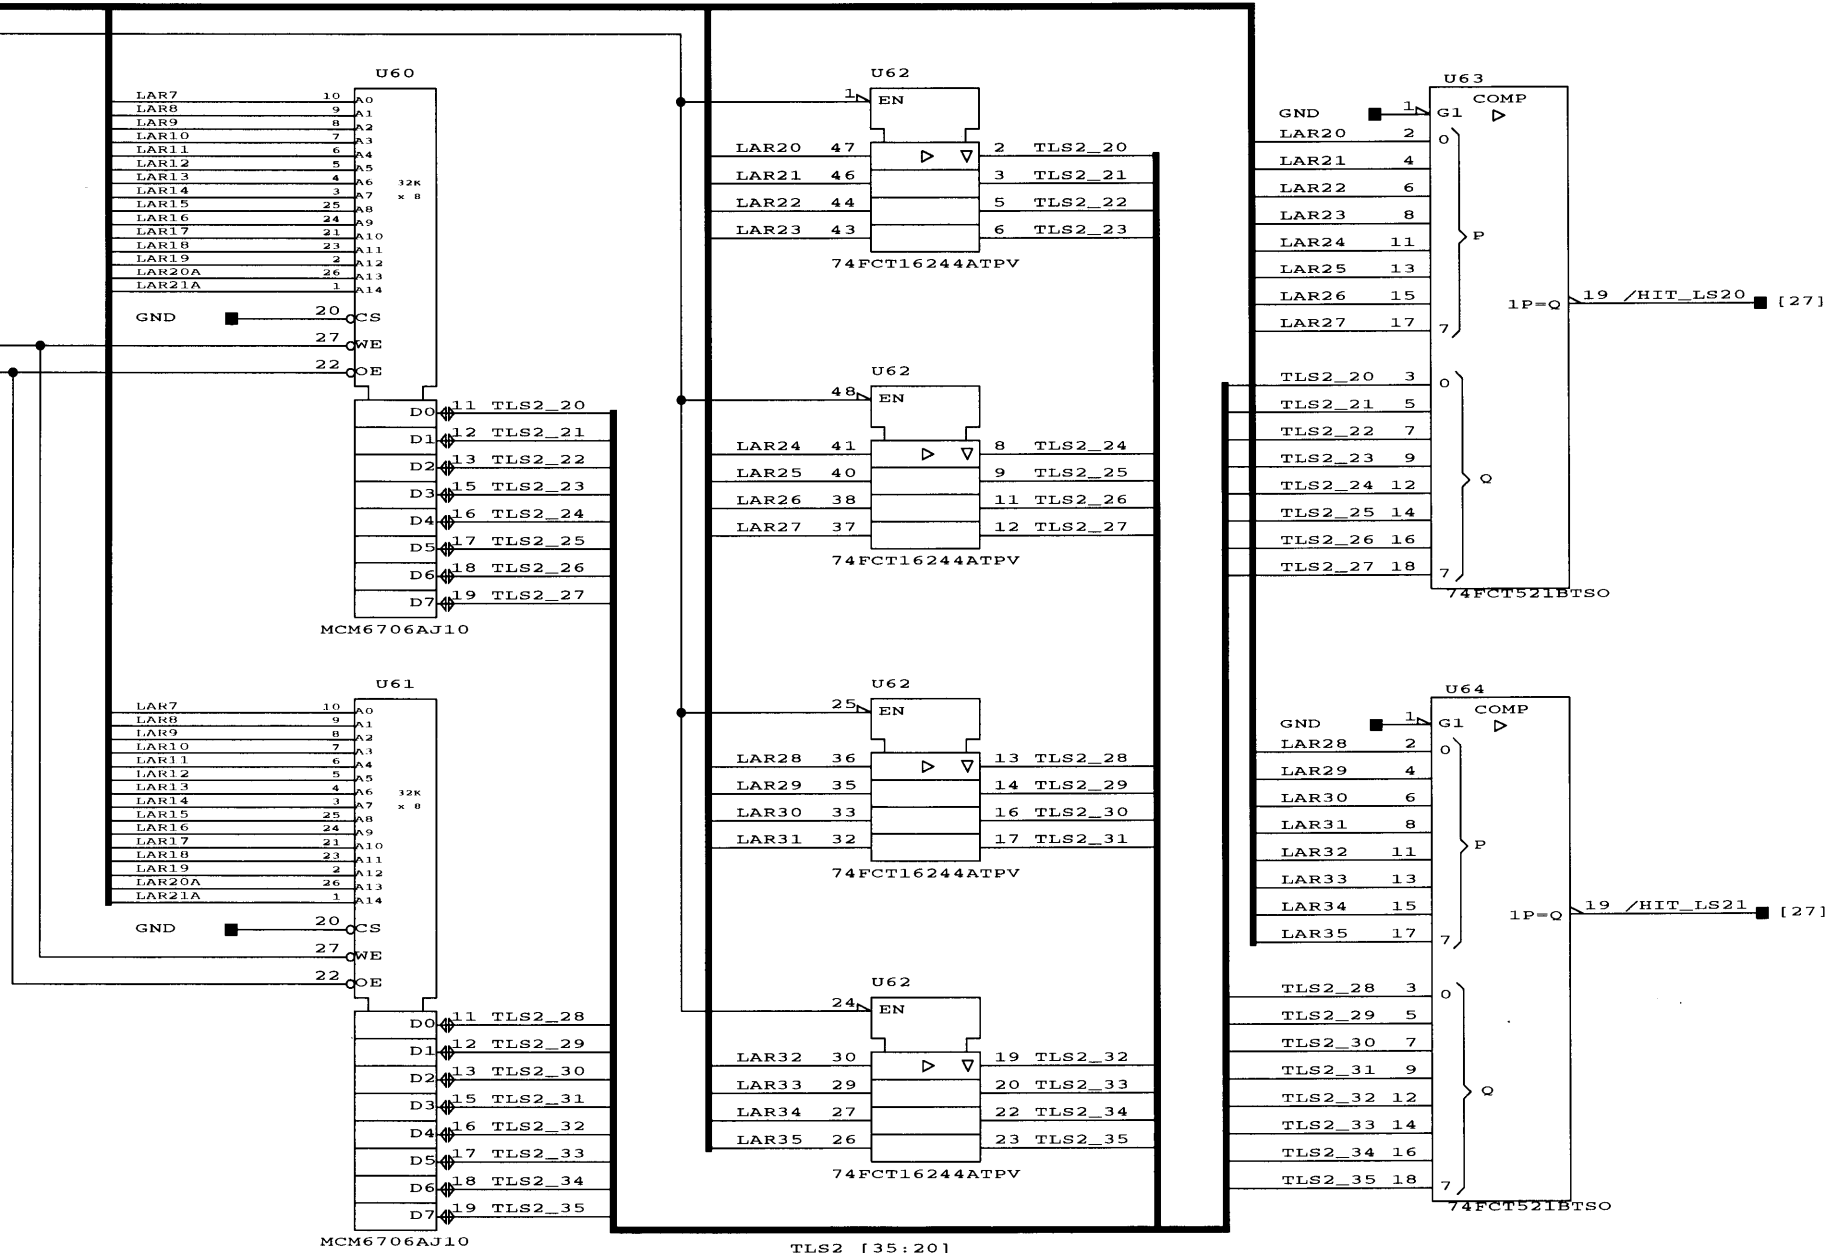 U60
LAR7 10 A0
LAR8 9 A1
LAR9 8 A2
LAR10 7 A3
LAR11 6 A4
LAR12 5 A5
LAR13 4 A6
LAR14 3 A7
LAR15 25 A8
LAR16 24 A9
LAR17 21 A10
LAR18 23 A11
LAR19 2 A12
LAR20A 26 A13
LAR21A 1 A14
32K
x 8
GND 20 CS
27 WE
22 OE
D0 11 TLS2_20
D1 12 TLS2_21
D2 13 TLS2_22
D3 15 TLS2_23
D4 16 TLS2_24
D5 17 TLS2_25
D6 18 TLS2_26
D7 19 TLS2_27
MCM6706AJ10
U61
LAR7 10 A0
LAR8 9 A1
LAR9 8 A2
LAR10 7 A3
LAR11 6 A4
LAR12 5 A5
LAR13 4 A6
LAR14 3 A7
LAR15 25 A8
LAR16 24 A9
LAR17 21 A10
LAR18 23 A11
LAR19 2 A12
LAR20A 26 A13
LAR21A 1 A14
32K
x 8
GND 20 CS
27 WE
22 OE
D0 11 TLS2_28
D1 12 TLS2_29
D2 13 TLS2_30
D3 15 TLS2_31
D4 16 TLS2_32
D5 17 TLS2_33
D6 18 TLS2_34
D7 19 TLS2_35
MCM6706AJ10
U62
1 EN
LAR20 47 2 TLS2_20
LAR21 46 3 TLS2_21
LAR22 44 5 TLS2_22
LAR23 43 6 TLS2_23
74FCT16244ATPV
U62
48 EN
LAR24 41 8 TLS2_24
LAR25 40 9 TLS2_25
LAR26 38 11 TLS2_26
LAR27 37 12 TLS2_27
74FCT16244ATPV
U62
25 EN
LAR28 36 13 TLS2_28
LAR29 35 14 TLS2_29
LAR30 33 16 TLS2_30
LAR31 32 17 TLS2_31
74FCT16244ATPV
U62
24 EN
LAR32 30 19 TLS2_32
LAR33 29 20 TLS2_33
LAR34 27 22 TLS2_34
LAR35 26 23 TLS2_35
74FCT16244ATPV
TLS2 [35:20]
U63
COMP
GND 1 G1
LAR20 2 0
LAR21 4
LAR22 6
LAR23 8
LAR24 11 P
LAR25 13
LAR26 15
LAR27 17 7
1P=Q 19 /HIT_LS20 [27]
TLS2_20 3 0
TLS2_21 5
TLS2_22 7
TLS2_23 9 Q
TLS2_24 12
TLS2_25 14
TLS2_26 16
TLS2_27 18 7
74FCT521BTSO
U64
COMP
GND 1 G1
LAR28 2 0
LAR29 4
LAR30 6
LAR31 8
LAR32 11 P
LAR33 13
LAR34 15
LAR35 17 7
1P=Q 19 /HIT_LS21 [27]
TLS2_28 3 0
TLS2_29 5
TLS2_30 7
TLS2_31 9 Q
TLS2_32 12
TLS2_33 14
TLS2_34 16
TLS2_35 18 7
74FCT521BTSO